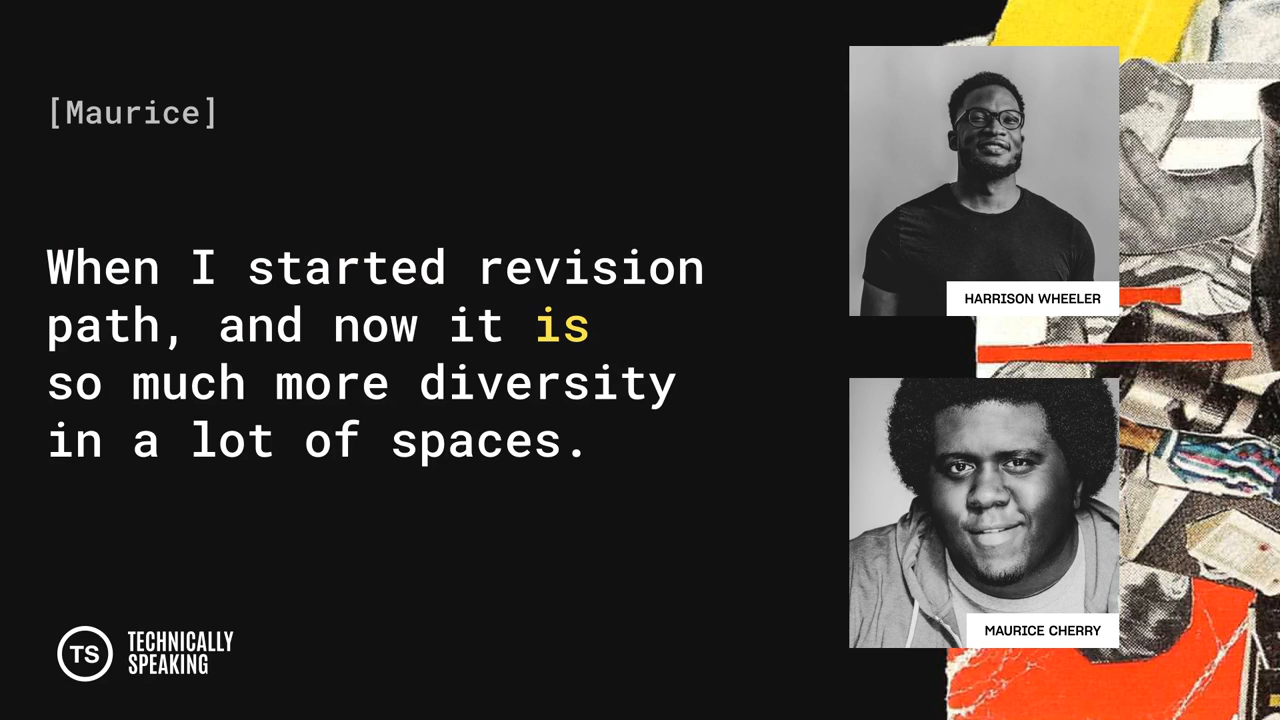 [Maurice]
When I started revision
path, and now it is
so much more diversity
in a lot of spaces.
HARRISON WHEELER
MAURICE CHERRY
TS
TECHNICALLY
SPEAKING